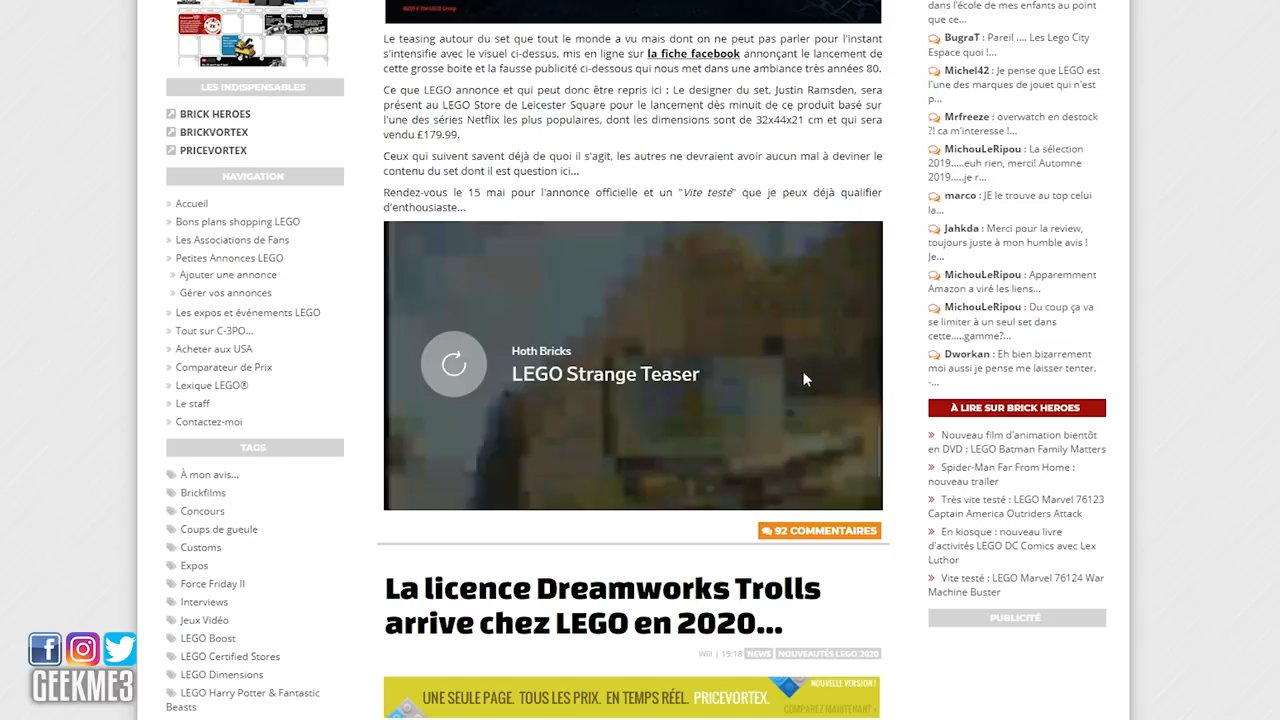 LES INDISPENSABLES
BRICK HEROES
BRICKVORTEX
PRICEVORTEX
NAVIGATION
Accueil
Bons plans shopping LEGO
Les Associations de Fans
Petites Annonces LEGO
Ajouter une annonce
Gérer vos annonces
Les expos et événements LEGO
Tout sur C-3PO...
Acheter aux USA
Comparateur de Prix
Lexique LEGO®
Le staff
Contactez-moi
TAGS
À mon avis...
Brickfilms
Concours
Coups de gueule
Customs
Expos
Force Friday II
Interviews
Jeux Vidéo
LEGO Boost
LEGO Certified Stores
LEGO Dimensions
LEGO Harry Potter & Fantastic
Beasts
GEEKME3
Le teasing autour du set que tout le monde a vu mais dont on ne peut pas parler pour l'instant
s'intensifie avec le visuel ci-dessus, mis en ligne sur la fiche facebook annonçant le lancement de
cette grosse boite et la fausse publicité ci-dessous qui nous met dans une ambiance très années 80.
Ce que LEGO annonce et qui peut donc être repris ici : Le designer du set, Justin Ramsden, sera
présent au LEGO Store de Leicester Square pour le lancement dès minuit de ce produit basé sur
l'une des séries Netflix les plus populaires, dont les dimensions sont de 32x44x21 cm et qui sera
vendu £179.99.
Ceux qui suivent savent déjà de quoi il s'agit, les autres ne devraient avoir aucun mal à deviner le
contenu du set dont il est question ici...
Rendez-vous le 15 mai pour l'annonce officielle et un "Vite testé" que je peux déjà qualifier
d'enthousiaste...
Hoth Bricks
LEGO Strange Teaser
92 COMMENTAIRES
La licence Dreamworks Trolls
arrive chez LEGO en 2020...
Will | 19:18 NEWS NOUVEAUTÉS LEGO 2020
NOUVELLE VERSION !
UNE SEULE PAGE. TOUS LES PRIX. EN TEMPS RÉEL. PRICEVORTEX.
COMPAREZ MAINTENANT »
dans l'école de mes enfants au point
que ce...
BugraT : Pareil .... Les Lego City
Espace quoi !...
Michel42 : Je pense que LEGO est
l'une des marques de jouet qui n'est
p...
Mrfreeze : overwatch en destock
?! ca m'interesse !...
MichouLeRipou : La sélection
2019.....euh rien, merci! Automne
2019.....je r...
marco : JE le trouve au top celui
la...
Jahkda : Merci pour la review,
toujours juste à mon humble avis !
Je...
MichouLeRipou : Apparemment
Amazon a viré les liens...
MichouLeRipou : Du coup ça va
se limiter à un seul set dans
cette.....gamme?...
Dworkan : Eh bien bizarrement
moi aussi je pense me laisser tenter.
-...
À LIRE SUR BRICK HEROES
Nouveau film d'animation bientôt
en DVD : LEGO Batman Family Matters
Spider-Man Far From Home :
nouveau trailer
Très vite testé : LEGO Marvel 76123
Captain America Outriders Attack
En kiosque : nouveau livre
d'activités LEGO DC Comics avec Lex
Luthor
Vite testé : LEGO Marvel 76124 War
Machine Buster
PUBLICITÉ